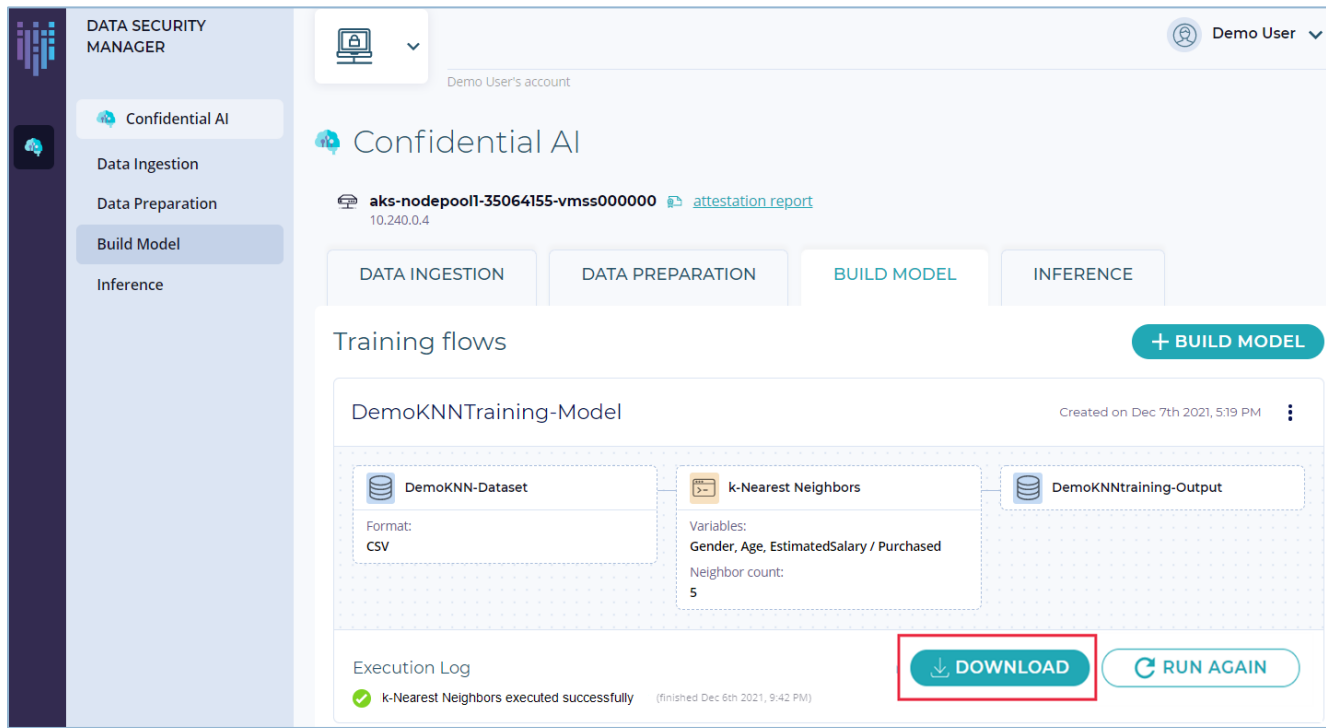 DATA SECURITY
MANAGER
Confidential AI
Data Ingestion
Data Preparation
Build Model
Inference
Demo User
Demo User's account
Confidential AI
aks-nodepool1-35064155-vmss000000 attestation report
10.240.0.4
DATA INGESTION DATA PREPARATION BUILD MODEL INFERENCE
Training flows
+ BUILD MODEL
DemoKNNTraining-Model
Created on Dec 7th 2021, 5:19 PM
DemoKNN-Dataset
Format:
CSV
k-Nearest Neighbors
Variables:
Gender, Age, EstimatedSalary / Purchased
Neighbor count:
5
DemoKNNtraining-Output
Execution Log
k-Nearest Neighbors executed successfully (finished Dec 6th 2021, 9:42 PM)
DOWNLOAD
RUN AGAIN